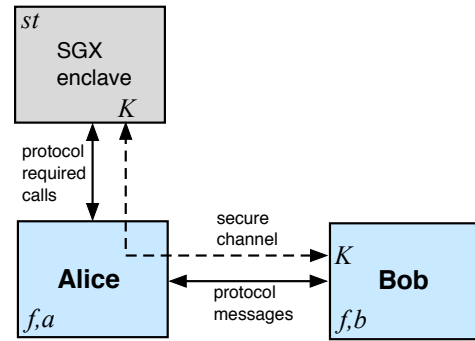 st
SGX
enclave
K
protocol
required
calls
secure
channel
Alice
f,a
K
Bob
f,b
protocol
messages